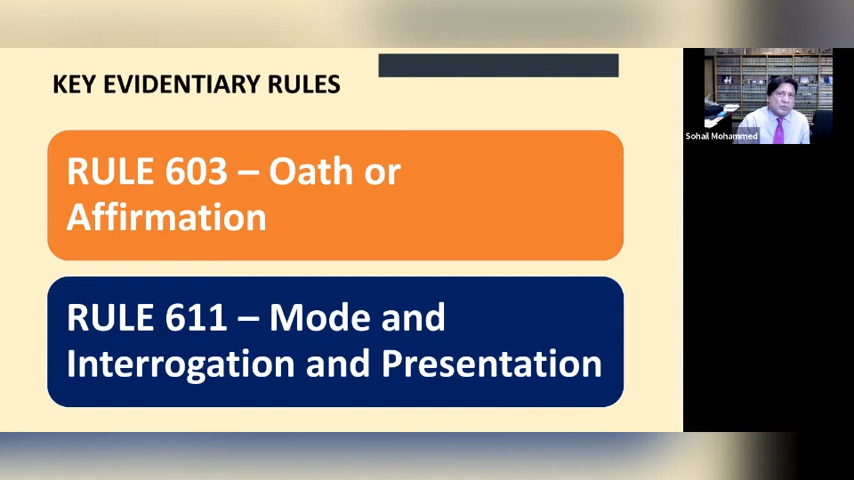 KEY EVIDENTIARY RULES
RULE 603 – Oath or
Affirmation
RULE 611 – Mode and
Interrogation and Presentation
Sohail Mohammed